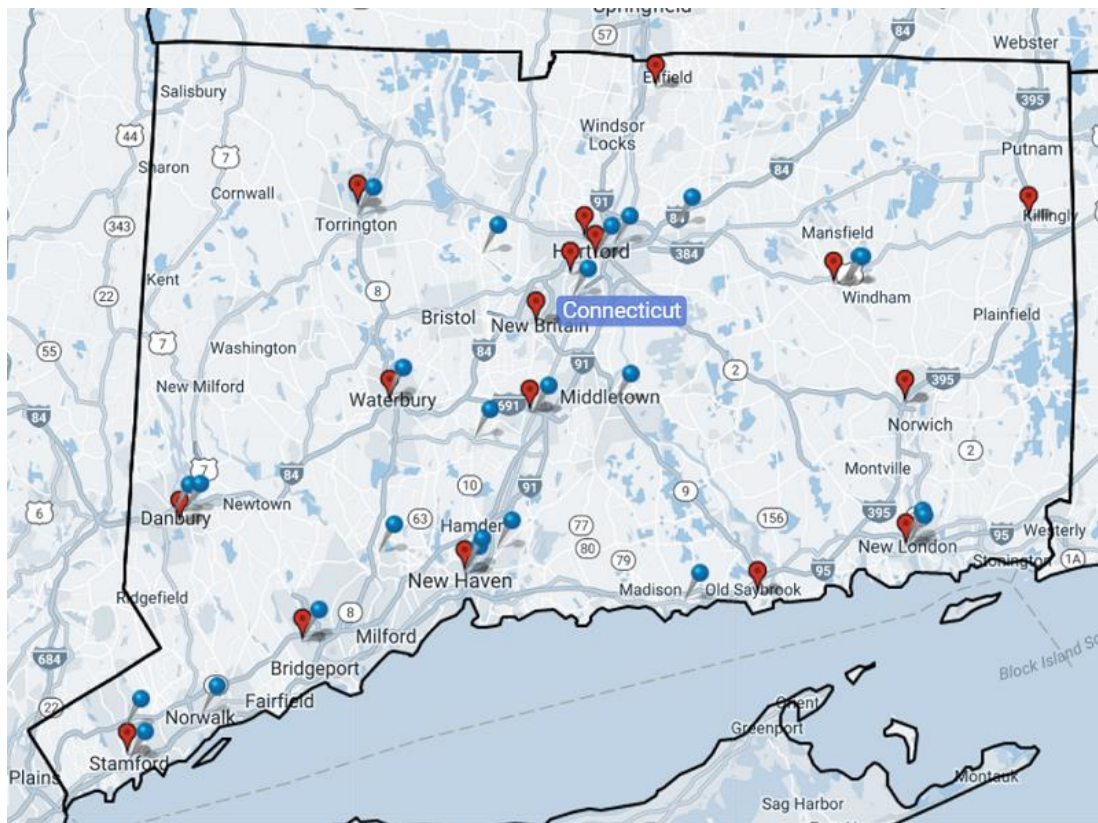 Springfield
57
84
Webster
Salisbury
Enfield
395
44
Windsor
Locks
7
Putnam
Sharon
84
Cornwall
91
Killingly
Torrington
84
343
Mansfield
Hartford
384
Kent
22
8
Windham
Connecticut
Plainfield
Bristol
New Britain
55
7
Washington
84
91
2
395
New Milford
Waterbury
691
Middletown
84
Norwich
2
7
Montville
84
10
91
9
6
Newtown
Danbury
63
Hamden
77
156
395
80
New London
95
Westerly
New Haven
79
95
Stonington
1A
Madison
Old Saybrook
Ridgefield
8
Milford
684
Bridgeport
22
Norwalk
Fairfield
Orient
Greenport
Stamford
Plains
Montauk
Sag Harbor